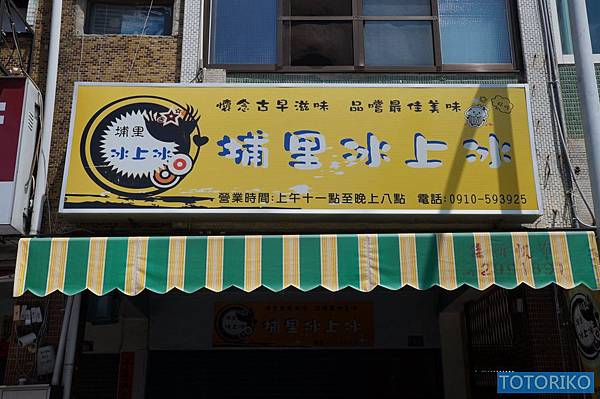 懷念古早滋味 品嚐最佳美味
埔里
冰上冰
埔里冰上冰
營業時間:上午十一點至晚上八點 電話:0910-593925
埔里冰上冰
TOTORIKO